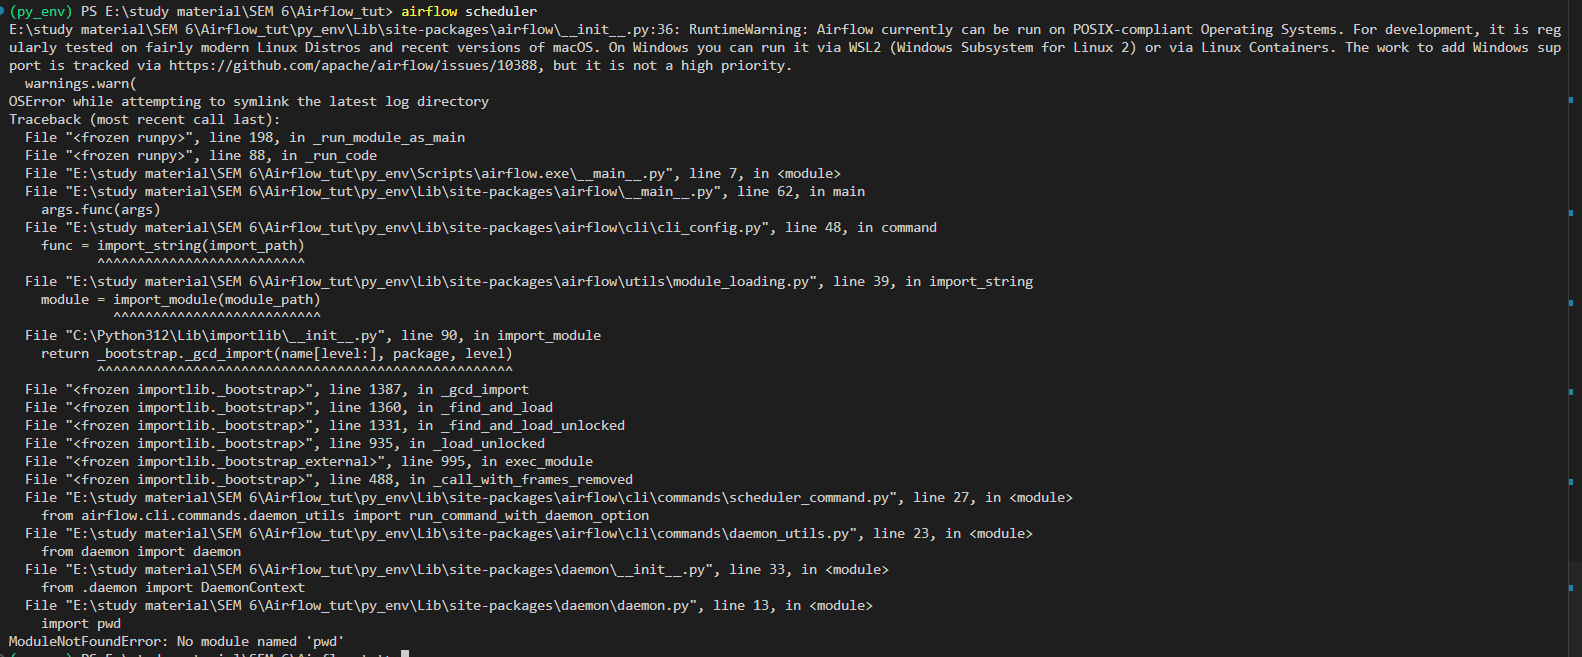 (py_env) PS E:\study material\SEM 6\Airflow_tut> airflow scheduler
E:\study material\SEM 6\Airflow_tut\py_env\Lib\site-packages\airflow\__init__.py:36: RuntimeWarning: Airflow currently can be run on POSIX-compliant Operating Systems. For development, it is reg
ularly tested on fairly modern Linux Distros and recent versions of macOS. On Windows you can run it via WSL2 (Windows Subsystem for Linux 2) or via Linux Containers. The work to add Windows sup
port is tracked via https://github.com/apache/airflow/issues/10388, but it is not a high priority.
  warnings.warn(
OSError while attempting to symlink the latest log directory
Traceback (most recent call last):
  File "<frozen runpy>", line 198, in _run_module_as_main
  File "<frozen runpy>", line 88, in _run_code
  File "E:\study material\SEM 6\Airflow_tut\py_env\Scripts\airflow.exe\__main__.py", line 7, in <module>
  File "E:\study material\SEM 6\Airflow_tut\py_env\Lib\site-packages\airflow\__main__.py", line 62, in main
    args.func(args)
  File "E:\study material\SEM 6\Airflow_tut\py_env\Lib\site-packages\airflow\cli\cli_config.py", line 48, in command
    func = import_string(import_path)
           ^^^^^^^^^^^^^^^^^^^^^^^^^^
  File "E:\study material\SEM 6\Airflow_tut\py_env\Lib\site-packages\airflow\utils\module_loading.py", line 39, in import_string
    module = import_module(module_path)
             ^^^^^^^^^^^^^^^^^^^^^^^^^^
  File "C:\Python312\Lib\importlib\__init__.py", line 90, in import_module
    return _bootstrap._gcd_import(name[level:], package, level)
           ^^^^^^^^^^^^^^^^^^^^^^^^^^^^^^^^^^^^^^^^^^^^^^^^^^^^
  File "<frozen importlib._bootstrap>", line 1387, in _gcd_import
  File "<frozen importlib._bootstrap>", line 1360, in _find_and_load
  File "<frozen importlib._bootstrap>", line 1331, in _find_and_load_unlocked
  File "<frozen importlib._bootstrap>", line 935, in _load_unlocked
  File "<frozen importlib._bootstrap_external>", line 995, in exec_module
  File "<frozen importlib._bootstrap>", line 488, in _call_with_frames_removed
  File "E:\study material\SEM 6\Airflow_tut\py_env\Lib\site-packages\airflow\cli\commands\scheduler_command.py", line 27, in <module>
    from airflow.cli.commands.daemon_utils import run_command_with_daemon_option
  File "E:\study material\SEM 6\Airflow_tut\py_env\Lib\site-packages\airflow\cli\commands\daemon_utils.py", line 23, in <module>
    from daemon import daemon
  File "E:\study material\SEM 6\Airflow_tut\py_env\Lib\site-packages\daemon\__init__.py", line 33, in <module>
    from .daemon import DaemonContext
  File "E:\study material\SEM 6\Airflow_tut\py_env\Lib\site-packages\daemon\daemon.py", line 13, in <module>
    import pwd
ModuleNotFoundError: No module named 'pwd'